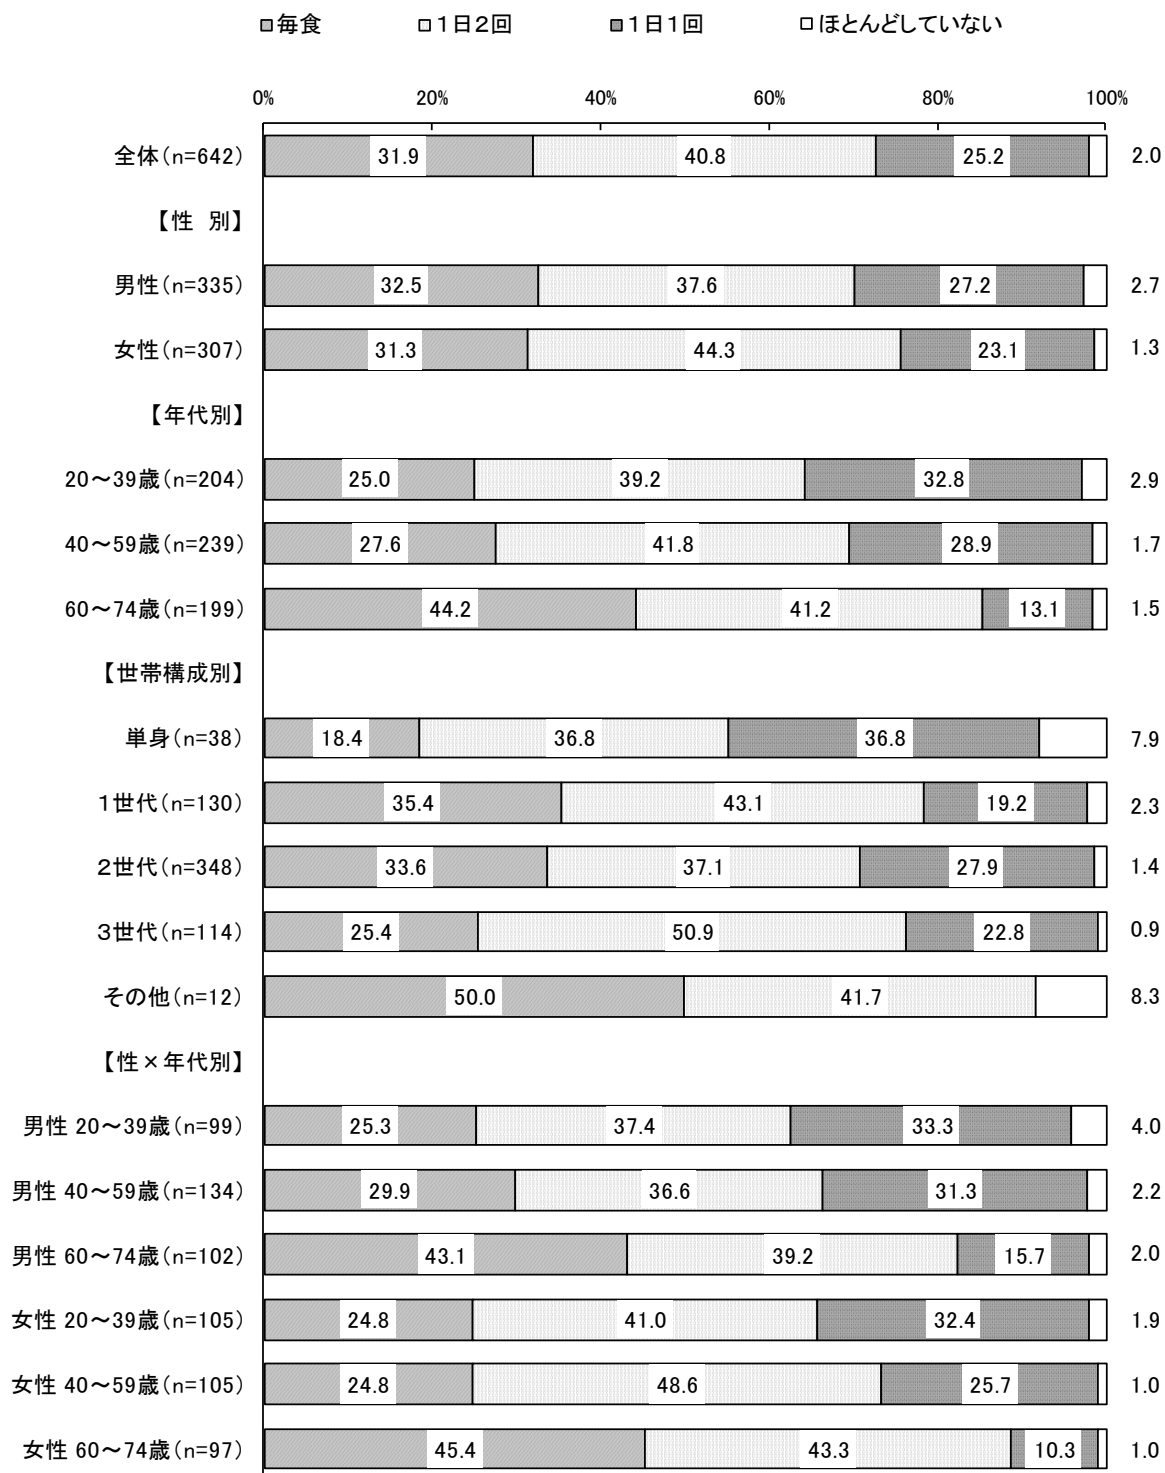 毎食 １日２回 １日１回 ほとんどしていない
0% 20% 40% 60% 80% 100%
全体（n=642） 31.9 40.8 25.2 2.0
【性　別】
男性（n=335） 32.5 37.6 27.2 2.7
女性（n=307） 31.3 44.3 23.1 1.3
【年代別】
20～39歳（n=204） 25.0 39.2 32.8 2.9
40～59歳（n=239） 27.6 41.8 28.9 1.7
60～74歳（n=199） 44.2 41.2 13.1 1.5
【世帯構成別】
単身（n=38） 18.4 36.8 36.8 7.9
１世代（n=130） 35.4 43.1 19.2 2.3
２世代（n=348） 33.6 37.1 27.9 1.4
３世代（n=114） 25.4 50.9 22.8 0.9
その他（n=12） 50.0 41.7 8.3
【性×年代別】
男性 20～39歳（n=99） 25.3 37.4 33.3 4.0
男性 40～59歳（n=134） 29.9 36.6 31.3 2.2
男性 60～74歳（n=102） 43.1 39.2 15.7 2.0
女性 20～39歳（n=105） 24.8 41.0 32.4 1.9
女性 40～59歳（n=105） 24.8 48.6 25.7 1.0
女性 60～74歳（n=97） 45.4 43.3 10.3 1.0